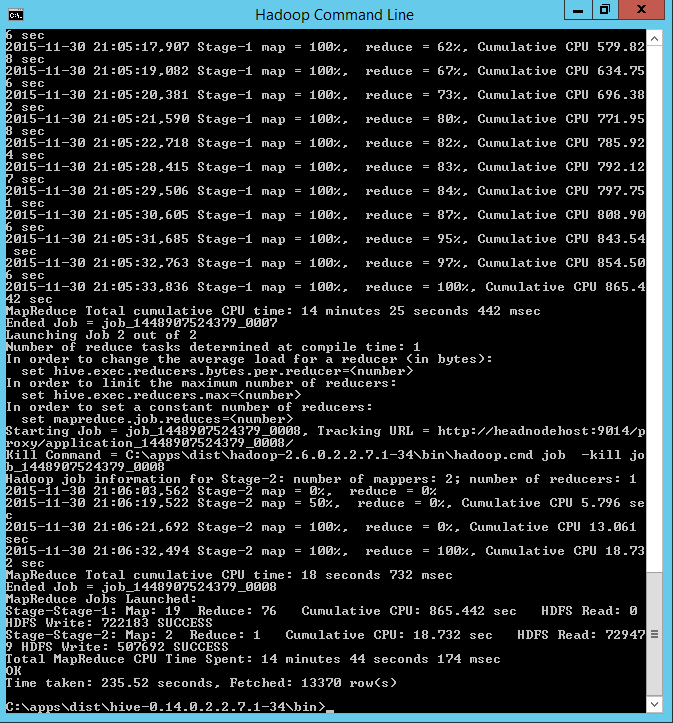 Hadoop Command Line
6 sec
2015-11-30 21:05:17,907 Stage-1 map = 100%,  reduce = 62%, Cumulative CPU 579.82
8 sec
2015-11-30 21:05:19,082 Stage-1 map = 100%,  reduce = 67%, Cumulative CPU 634.75
6 sec
2015-11-30 21:05:20,381 Stage-1 map = 100%,  reduce = 73%, Cumulative CPU 696.38
2 sec
2015-11-30 21:05:21,590 Stage-1 map = 100%,  reduce = 80%, Cumulative CPU 771.95
8 sec
2015-11-30 21:05:22,718 Stage-1 map = 100%,  reduce = 82%, Cumulative CPU 785.92
4 sec
2015-11-30 21:05:28,415 Stage-1 map = 100%,  reduce = 83%, Cumulative CPU 792.12
7 sec
2015-11-30 21:05:29,506 Stage-1 map = 100%,  reduce = 84%, Cumulative CPU 797.75
1 sec
2015-11-30 21:05:30,605 Stage-1 map = 100%,  reduce = 87%, Cumulative CPU 808.90
6 sec
2015-11-30 21:05:31,685 Stage-1 map = 100%,  reduce = 95%, Cumulative CPU 843.54
 sec
2015-11-30 21:05:32,763 Stage-1 map = 100%,  reduce = 97%, Cumulative CPU 854.50
6 sec
2015-11-30 21:05:33,836 Stage-1 map = 100%,  reduce = 100%, Cumulative CPU 865.4
42 sec
MapReduce Total cumulative CPU time: 14 minutes 25 seconds 442 msec
Ended Job = job_1448907524379_0007
Launching Job 2 out of 2
Number of reduce tasks determined at compile time: 1
In order to change the average load for a reducer (in bytes):
  set hive.exec.reducers.bytes.per.reducer=<number>
In order to limit the maximum number of reducers:
  set hive.exec.reducers.max=<number>
In order to set a constant number of reducers:
  set mapreduce.job.reduces=<number>
Starting Job = job_1448907524379_0008, Tracking URL = http://headnodehost:9014/p
roxy/application_1448907524379_0008/
Kill Command = C:\apps\dist\hadoop-2.6.0.2.2.7.1-34\bin\hadoop.cmd job  -kill jo
b_1448907524379_0008
Hadoop job information for Stage-2: number of mappers: 2; number of reducers: 1
2015-11-30 21:06:03,562 Stage-2 map = 0%,  reduce = 0%
2015-11-30 21:06:19,522 Stage-2 map = 50%,  reduce = 0%, Cumulative CPU 5.796 se
c
2015-11-30 21:06:21,692 Stage-2 map = 100%,  reduce = 0%, Cumulative CPU 13.061
sec
2015-11-30 21:06:32,494 Stage-2 map = 100%,  reduce = 100%, Cumulative CPU 18.73
2 sec
MapReduce Total cumulative CPU time: 18 seconds 732 msec
Ended Job = job_1448907524379_0008
MapReduce Jobs Launched:
Stage-Stage-1: Map: 19  Reduce: 76   Cumulative CPU: 865.442 sec   HDFS Read: 0
HDFS Write: 722183 SUCCESS
Stage-Stage-2: Map: 2  Reduce: 1   Cumulative CPU: 18.732 sec   HDFS Read: 72947
9 HDFS Write: 507692 SUCCESS
Total MapReduce CPU Time Spent: 14 minutes 44 seconds 174 msec
OK
Time taken: 235.52 seconds, Fetched: 13370 row(s)
C:\apps\dist\hive-0.14.0.2.2.7.1-34\bin>_